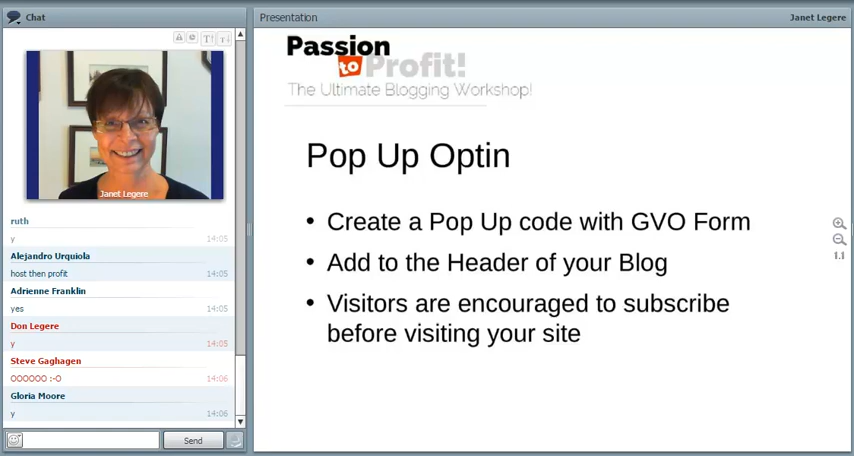 Chat
Janet Legere
ruth
y 14:05
Alejandro Urquiola
host then profit 14:05
Adrienne Franklin
yes 14:05
Don Legere
y 14:05
Steve Gaghagen
OOOOOO :-O 14:06
Gloria Moore
y 14:06
Send
Presentation Janet Legere
Passion
to Profit!
The Ultimate Blogging Workshop!
Pop Up Optin
• Create a Pop Up code with GVO Form
• Add to the Header of your Blog
• Visitors are encouraged to subscribe
before visiting your site
1.1